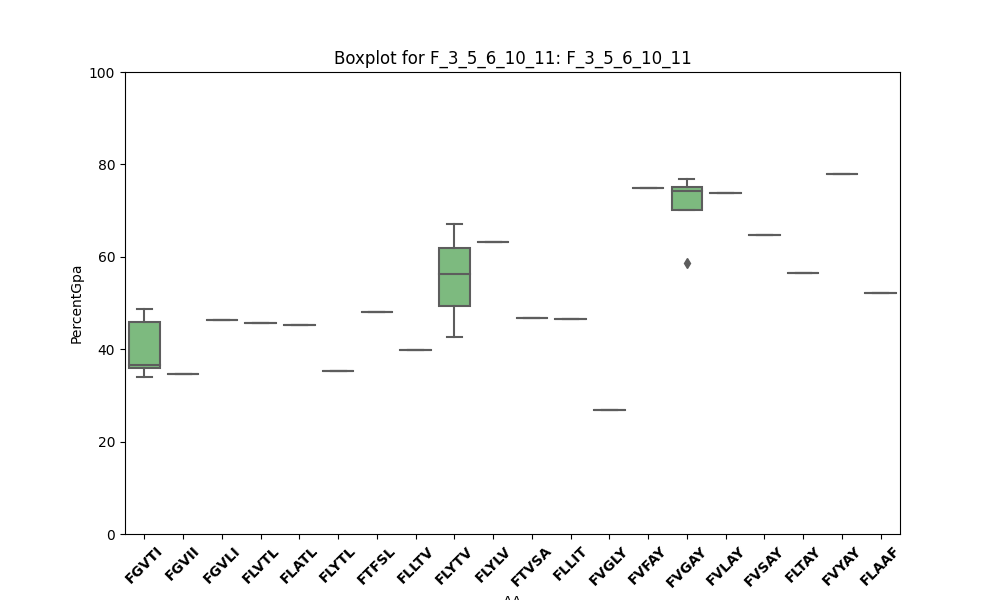 Boxplot for F_3_5_6_10_11: F_3_5_6_10_11
PercentGpa
100
80
60
40
20
0
FGVTI
FGVII
FGVLI
FLVTL
FLATL
FLYTL
FTFSL
FLLTV
FLYTV
FLYLV
FTVSA
FLLIT
FVGLY
FVFAY
FVGAY
FVLAY
FVSAY
FLTAY
FVYAY
FLAAF
AA